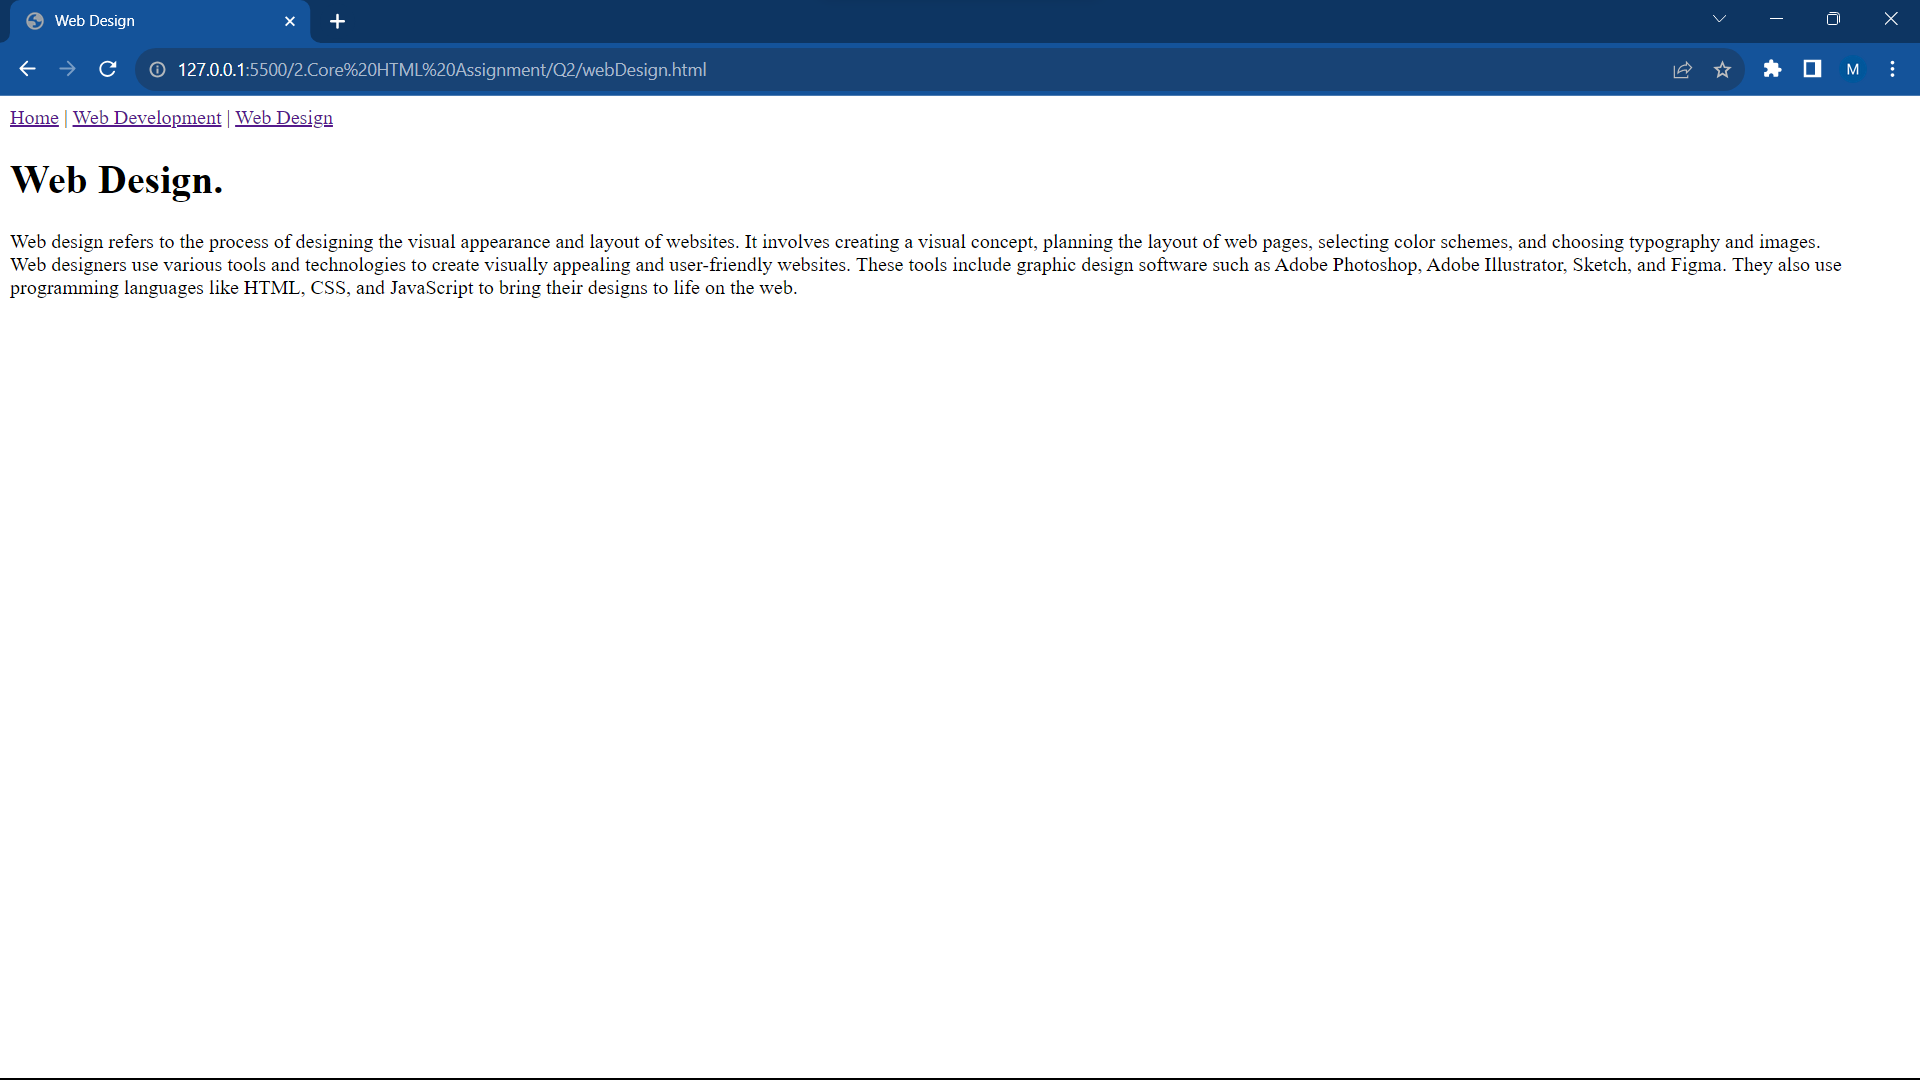 Web Design
127.0.0.1:5500/2.Core%20HTML%20Assignment/Q2/webDesign.html
M
Home | Web Development | Web Design
Web Design.
Web design refers to the process of designing the visual appearance and layout of websites. It involves creating a visual concept, planning the layout of web pages, selecting color schemes, and choosing typography and images.
Web designers use various tools and technologies to create visually appealing and user-friendly websites. These tools include graphic design software such as Adobe Photoshop, Adobe Illustrator, Sketch, and Figma. They also use
programming languages like HTML, CSS, and JavaScript to bring their designs to life on the web.